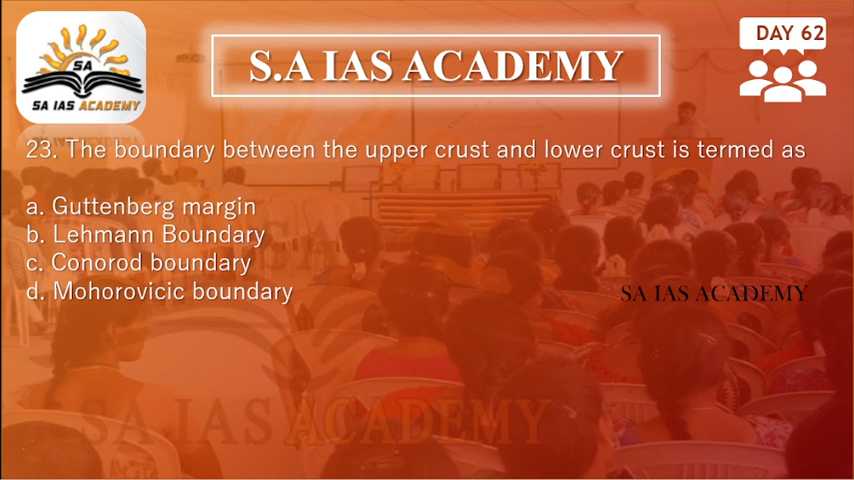 SA
SA IAS ACADEMY
S.A IAS ACADEMY
DAY 62
23. The boundary between the upper crust and lower crust is termed as
a. Guttenberg margin
b. Lehmann Boundary
c. Conorod boundary
d. Mohorovicic boundary
SA IAS ACADEMY
SA IAS ACADEMY